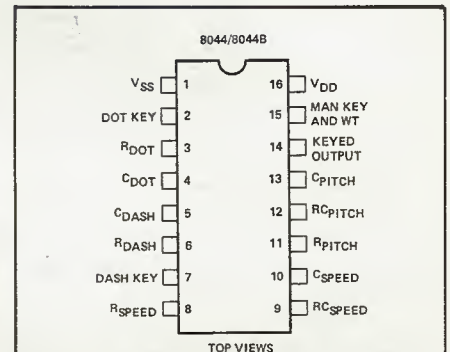 8044/8044B
VSS 1 16 VDD
DOT KEY 2 15 MAN KEY AND WT
RDOT 3 14 KEYED OUTPUT
CDOT 4 13 CPITCH
CDASH 5 12 RCPITCH
RDASH 6 11 RPITCH
DASH KEY 7 10 CSPEED
RSPEED 8 9 RCSPEED
TOP VIEWS